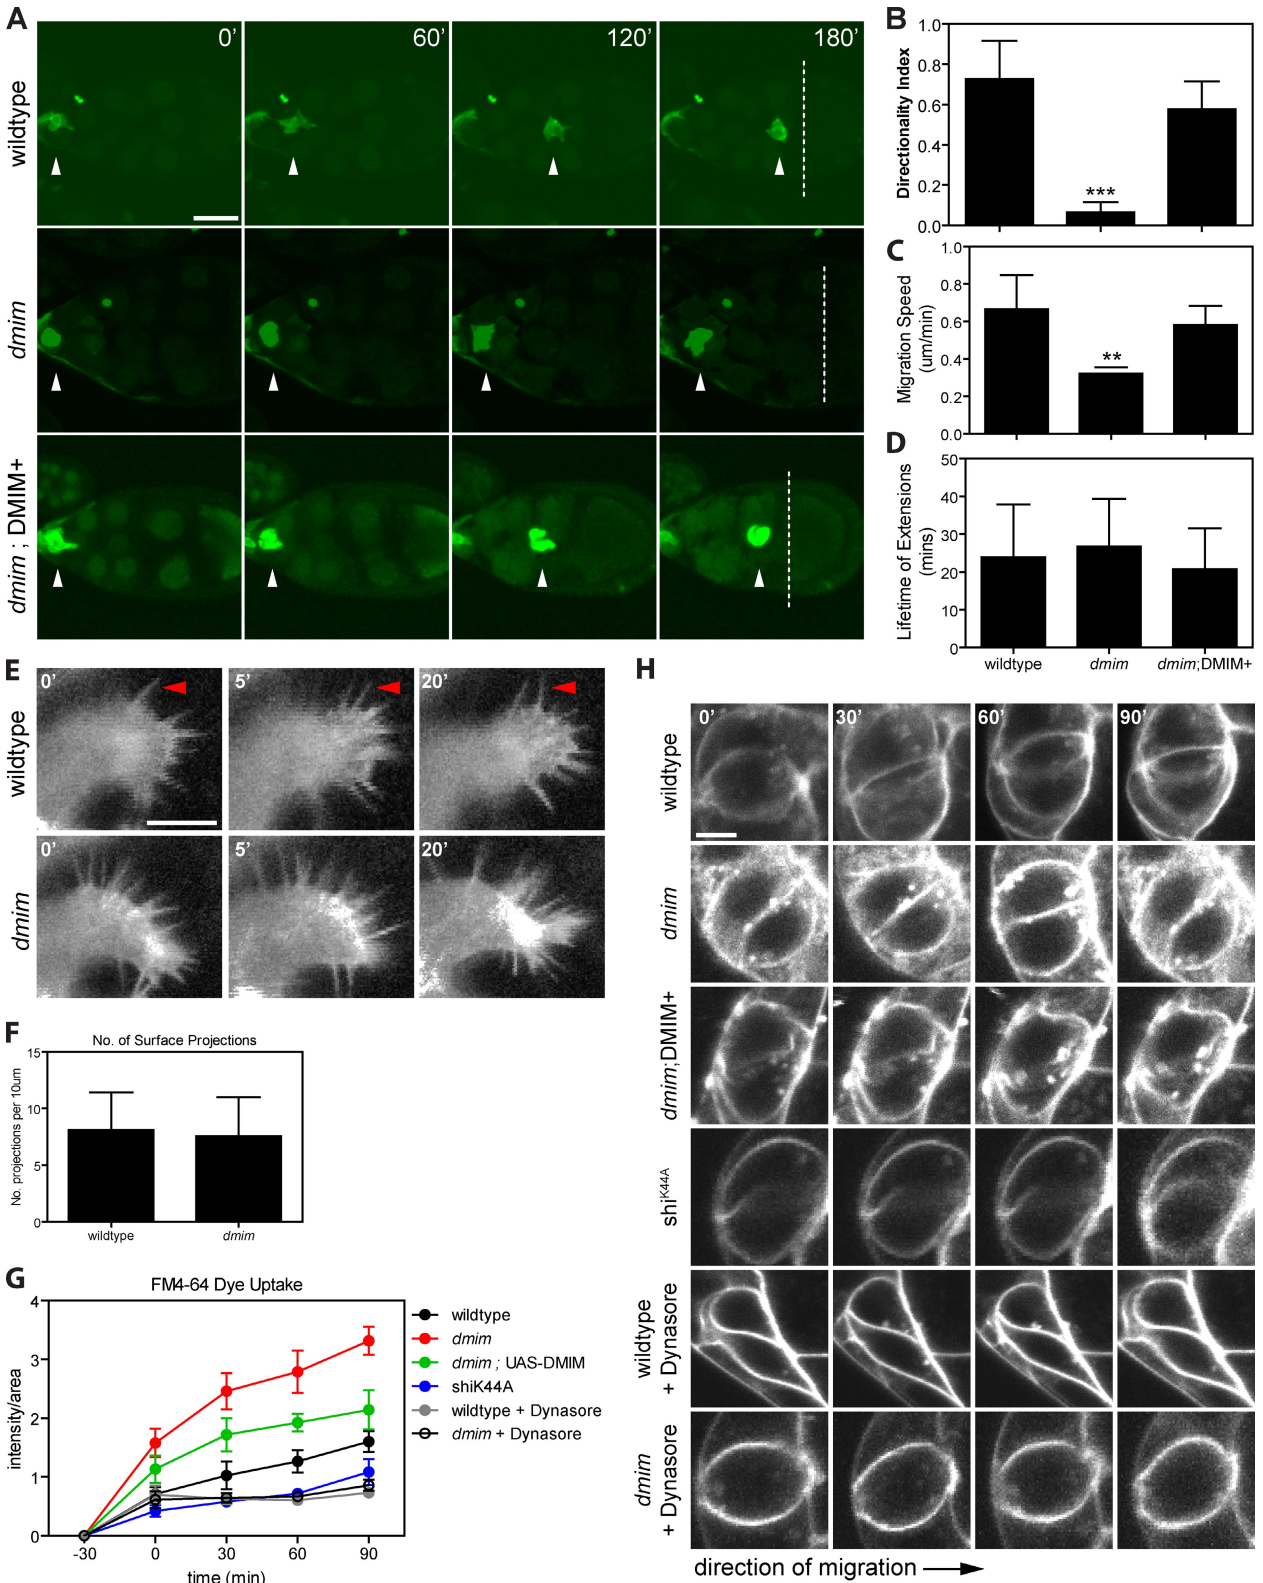 A
0’ 60’ 120’ 180’
wildtype
dmim
dmim ; DMIM+
B
Directionality Index
1.0
0.8
0.6
0.4
0.2
0.0
***
C
Migration Speed
(um/min)
1.0
0.8
0.6
0.4
0.2
0.0
**
D
Lifetime of Extensions
(mins)
50
40
30
20
10
0
wildtype dmim dmim;DMIM+
E
wildtype
0’ 5’ 20’
dmim
0’ 5’ 20’
F
No. of Surface Projections
No. projections per 10um
15
10
5
0
wildtype dmim
G
FM4-64 Dye Uptake
intensity/area
4
3
2
1
0
-30 0 30 60 90
time (min)
wildtype
dmim
dmim ; UAS-DMIM
shiK44A
wildtype + Dynasore
dmim + Dynasore
H
0’ 30’ 60’ 90’
wildtype
dmim
dmim;DMIM+
shiK44A
wildtype
+ Dynasore
dmim
+ Dynasore
direction of migration